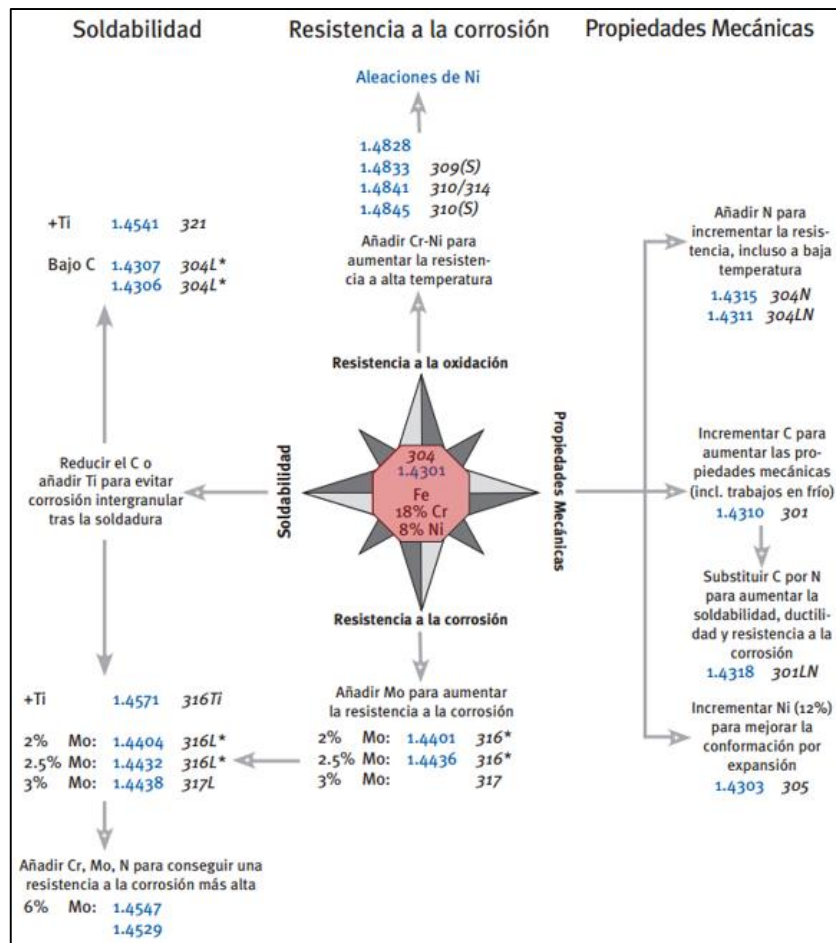 Soldabilidad
Resistencia a la corrosión
Propiedades Mecánicas
Aleaciones de Ni
1.4828
1.4833 309(S)
1.4841 310/314
1.4845 310(S)
Añadir Cr-Ni para
aumentar la resisten-
cia a alta temperatura
+Ti 1.4541 321
Bajo C 1.4307 304L*
1.4306 304L*
Añadir N para
incrementar la resis-
tencia, incluso a baja
temperatura
1.4315 304N
1.4311 304LN
Resistencia a la oxidación
Soldabilidad
304
1.4301
Fe
18% Cr
8% Ni
Propiedades Mecánicas
Resistencia a la corrosión
Reducir el C o
añadir Ti para evitar
corrosión intergranular
tras la soldadura
Incrementar C para
aumentar las pro-
piedades mecánicas
(incl. trabajos en frío)
1.4310 301
Substituir C por N
para aumentar la
soldabilidad, ductili-
dad y resistencia a la
corrosión
1.4318 301LN
Incrementar Ni (12%)
para mejorar la
conformación por
expansión
1.4303 305
Añadir Mo para aumentar
la resistencia a la corrosión
2% Mo: 1.4401 316*
2.5% Mo: 1.4436 316*
3% Mo: 317
+Ti 1.4571 316Ti
2% Mo: 1.4404 316L*
2.5% Mo: 1.4432 316L*
3% Mo: 1.4438 317L
Añadir Cr, Mo, N para conseguir una
resistencia a la corrosión más alta
6% Mo: 1.4547
1.4529